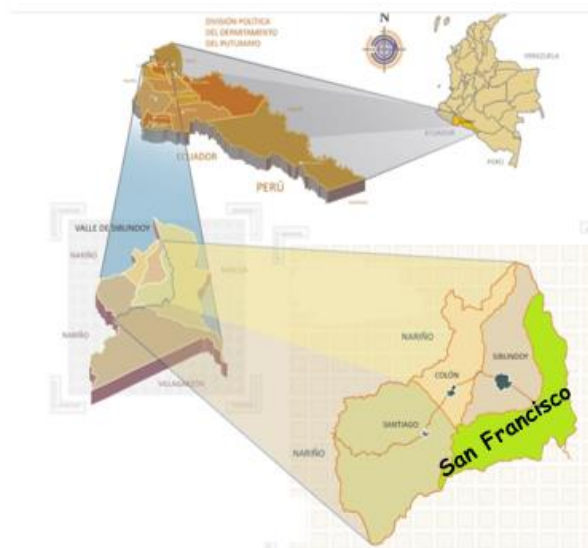 DIVISIÓN POLÍTICA
DEL DEPARTAMENTO
DEL PUTUMAYO
N
VENEZUELA
ECUADOR
PERÚ
ECUADOR
PERÚ
VALLE DE SIBUNDOY
NARIÑO
NARIÑO
VILLAGARZÓN
NARIÑO
SIBUNDOY
COLÓN
SANTIAGO
San Francisco
NARIÑO